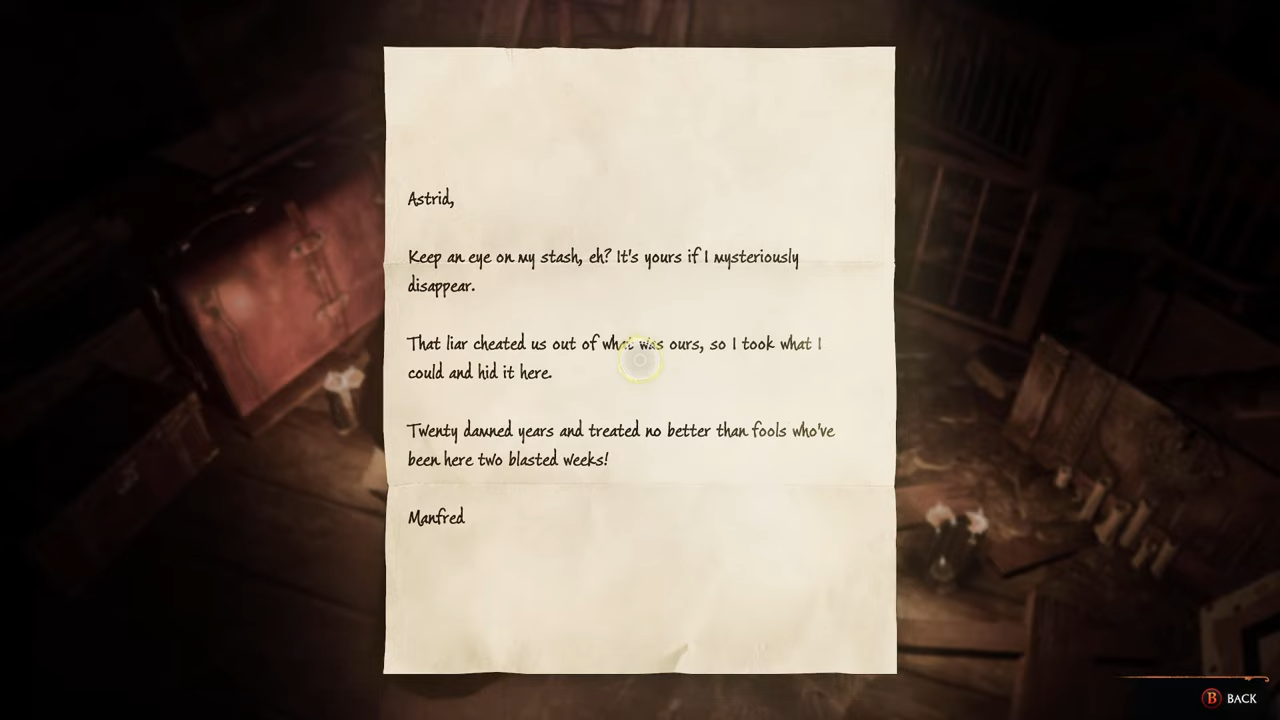 Astrid,
Keep an eye on my stash, eh? It's yours if I mysteriously
disappear.
That liar cheated us out of what was ours, so I took what I
could and hid it here.
Twenty damned years and treated no better than fools who've
been here two blasted weeks!
Manfred
B BACK